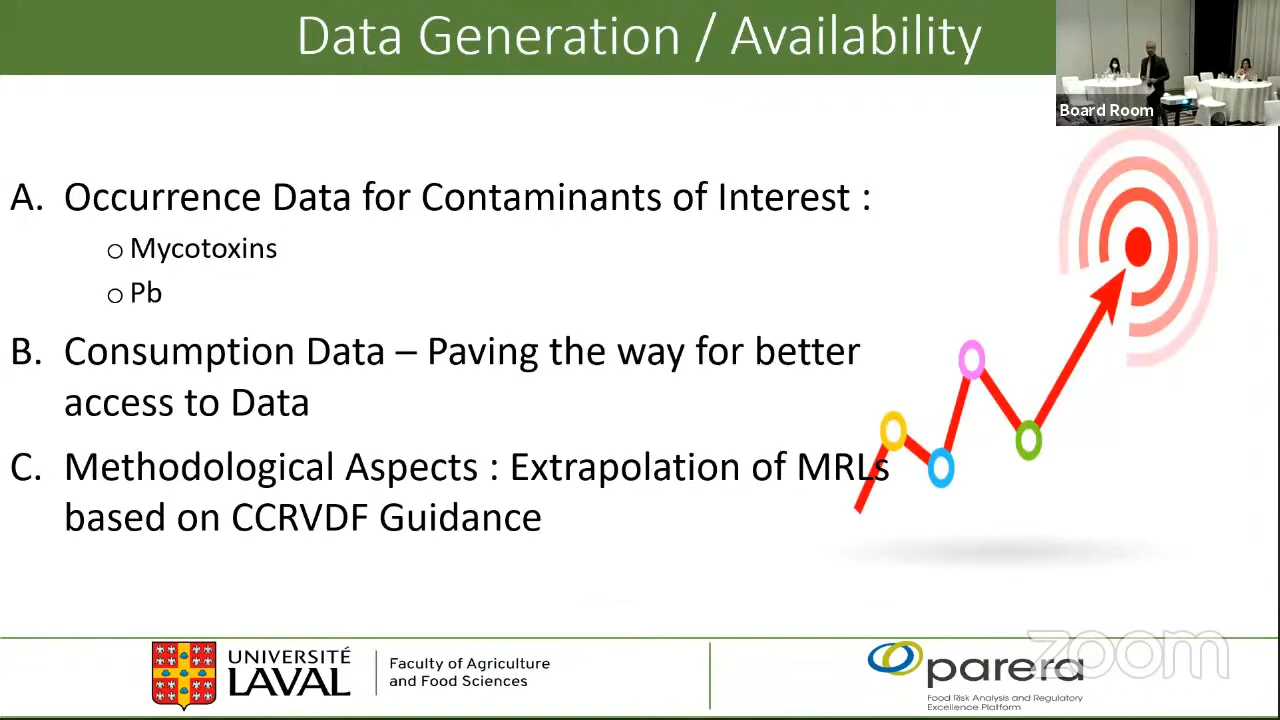 Data Generation / Availability
Board Room
A. Occurrence Data for Contaminants of Interest :
o Mycotoxins
o Pb
B. Consumption Data – Paving the way for better
access to Data
C. Methodological Aspects : Extrapolation of MRLs
based on CCRVDF Guidance
zoom
UNIVERSITÉ
LAVAL
Faculty of Agriculture
and Food Sciences
parera
Food Risk Analysis and Regulatory
Excellence Platform